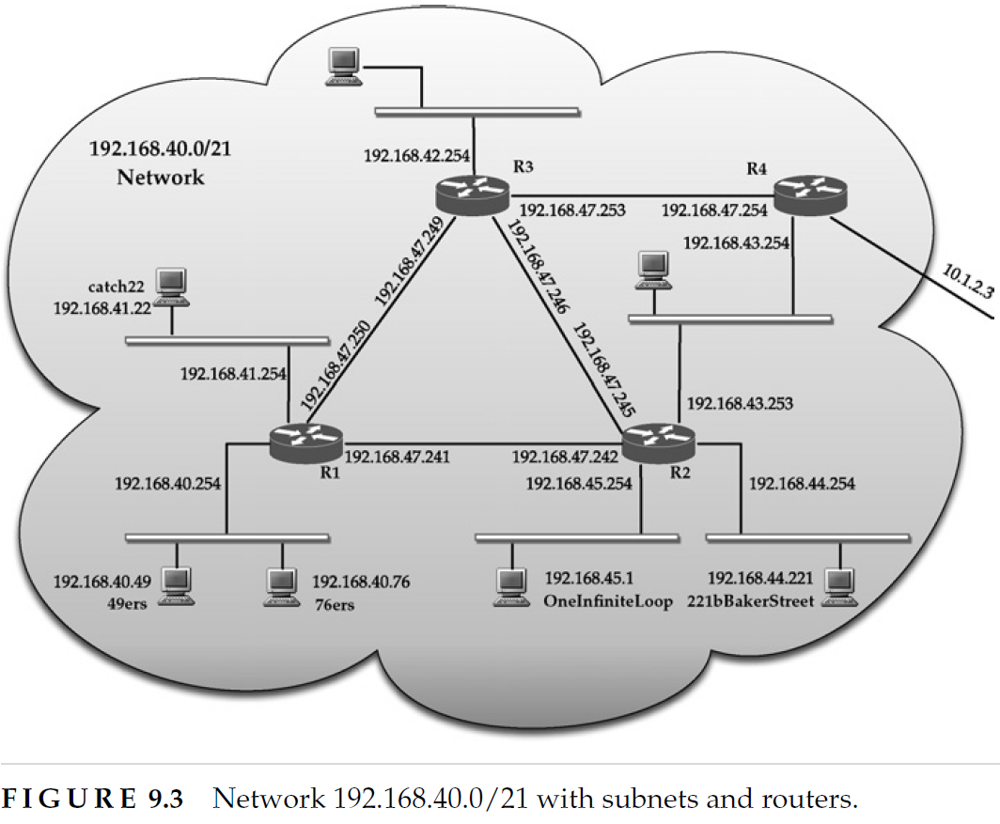 192.168.40.0/21
Network
192.168.42.254
R3
R4
192.168.47.253
192.168.47.254
192.168.43.254
10.1.2.3
192.168.47.249
192.168.47.246
catch22
192.168.41.22
192.168.47.250
192.168.47.245
192.168.41.254
192.168.43.253
192.168.47.241
192.168.47.242
R1
R2
192.168.40.254
192.168.45.254
192.168.44.254
192.168.40.49
49ers
192.168.40.76
76ers
192.168.45.1
OneInfiniteLoop
192.168.44.221
221bBakerStreet
FIGURE 9.3 Network 192.168.40.0/21 with subnets and routers.